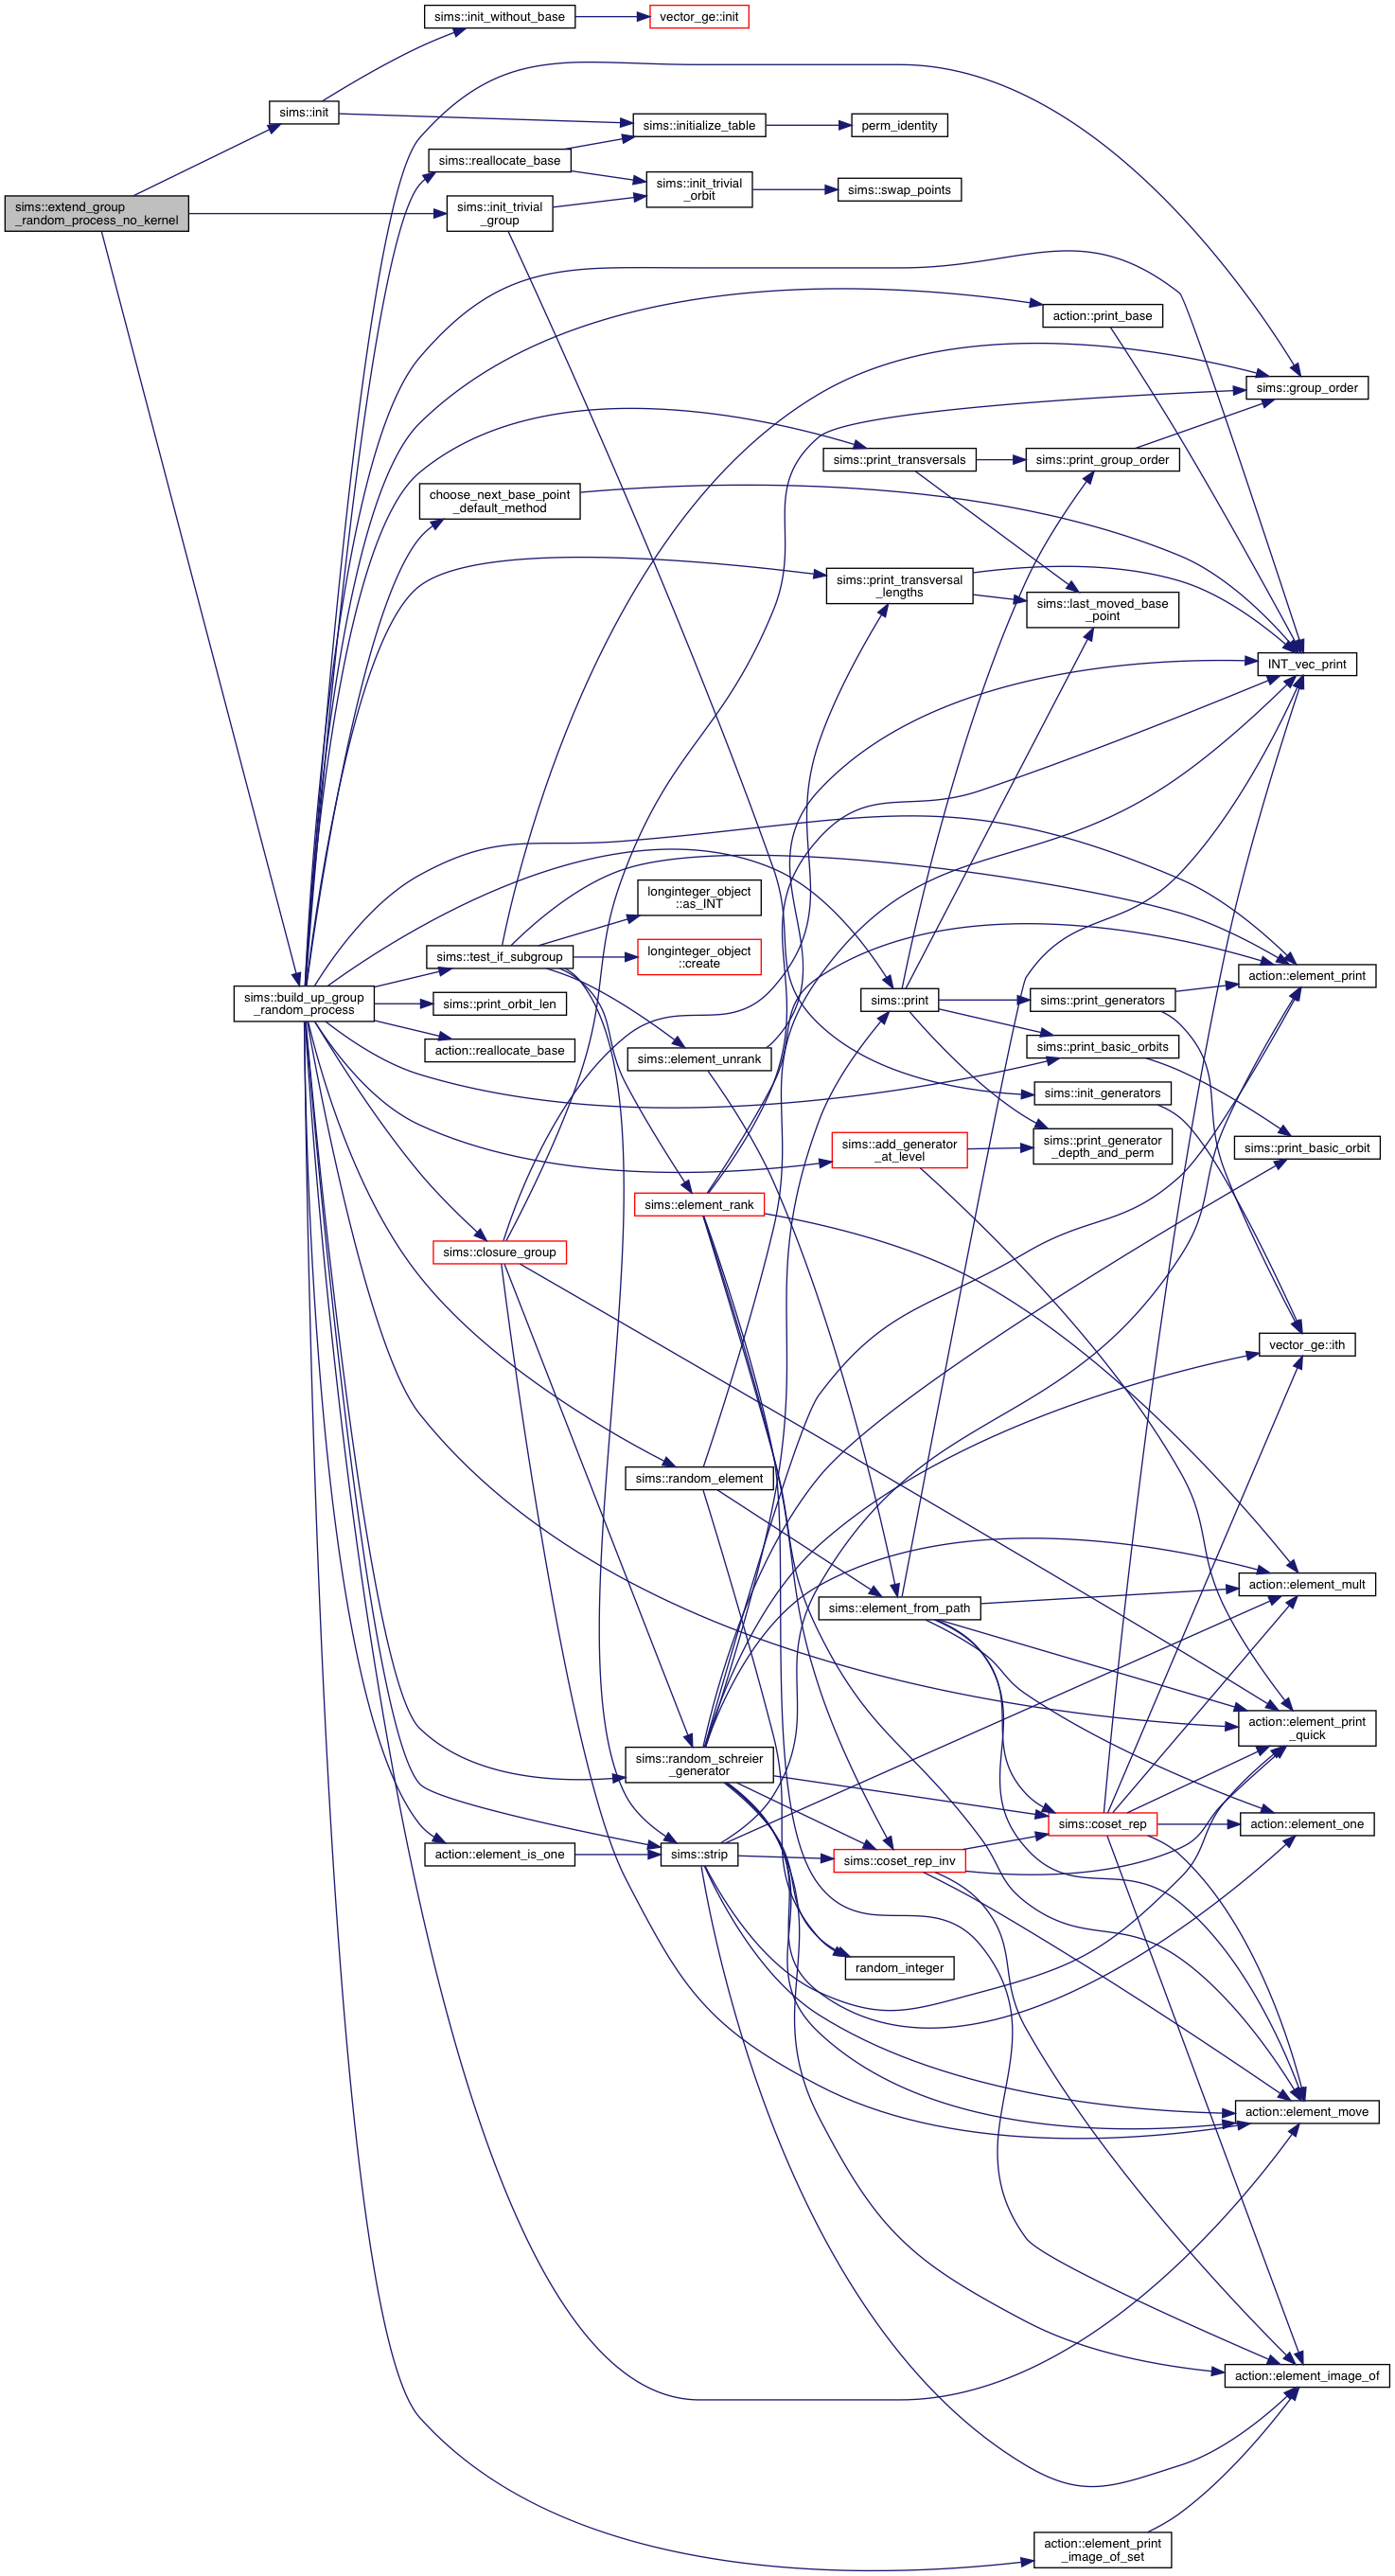 sims::init_without_base
vector_ge::init
sims::init
sims::initialize_table
perm_identity
sims::reallocate_base
sims::init_trivial
_orbit
sims::swap_points
sims::extend_group
_random_process_no_kernel
sims::init_trivial
_group
action::print_base
sims::group_order
sims::print_transversals
sims::print_group_order
choose_next_base_point
_default_method
sims::print_transversal
_lengths
sims::last_moved_base
_point
INT_vec_print
longinteger_object
::as_INT
sims::test_if_subgroup
longinteger_object
::create
action::element_print
sims::build_up_group
_random_process
sims::print_orbit_len
sims::print
sims::print_generators
action::reallocate_base
sims::element_unrank
sims::print_basic_orbits
sims::init_generators
sims::add_generator
_at_level
sims::print_generator
_depth_and_perm
sims::print_basic_orbit
sims::element_rank
sims::closure_group
vector_ge::ith
sims::random_element
action::element_mult
sims::element_from_path
action::element_print
_quick
sims::random_schreier
_generator
sims::coset_rep
action::element_one
action::element_is_one
sims::strip
sims::coset_rep_inv
random_integer
action::element_move
action::element_image_of
action::element_print
_image_of_set